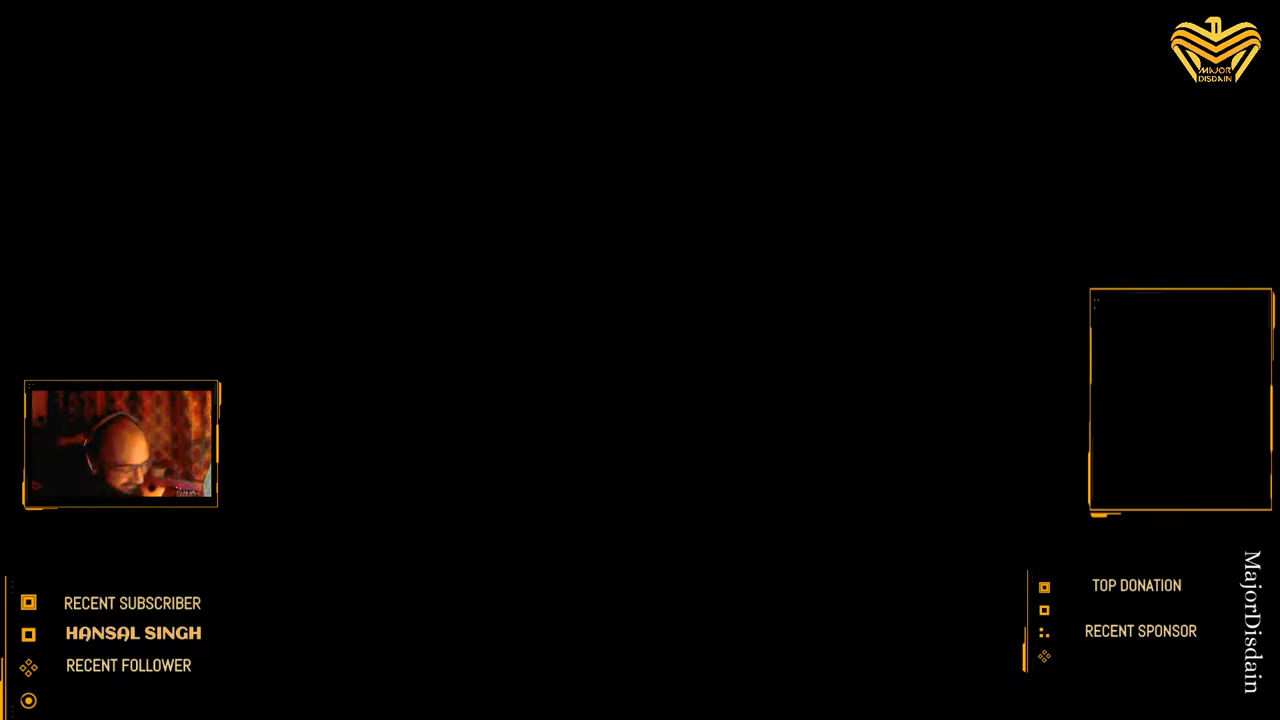 MAJOR
DISDAIN
RECENT SUBSCRIBER
HANSAL SINGH
RECENT FOLLOWER
TOP DONATION
RECENT SPONSOR
MajorDisdain